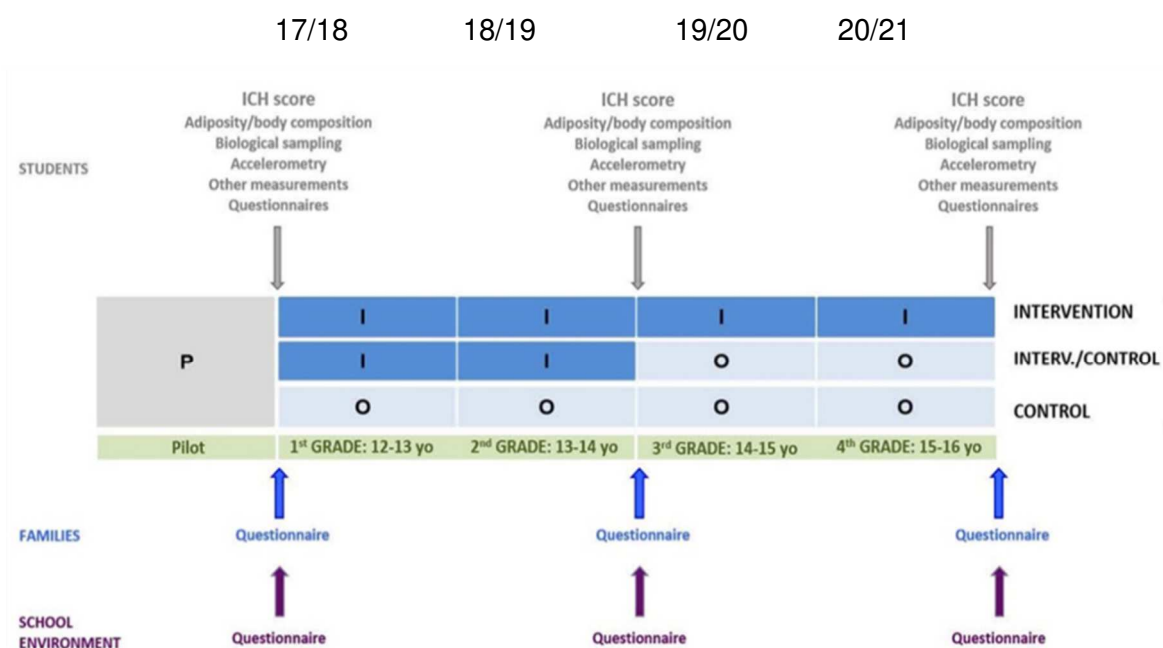 17/18 18/19 19/20 20/21
ICH score ICH score ICH score
Adiposity/body composition Adiposity/body composition Adiposity/body composition
Biological sampling Biological sampling Biological sampling
STUDENTS Accelerometry Accelerometry Accelerometry
Other measurements Other measurements Other measurements
Questionnaires Questionnaires Questionnaires
I I I I INTERVENTION
P I I O O INTERV./CONTROL
O O O O CONTROL
Pilot 1st GRADE: 12-13 yo 2nd GRADE: 13-14 yo 3rd GRADE: 14-15 yo 4th GRADE: 15-16 yo
FAMILIES Questionnaire Questionnaire Questionnaire
SCHOOL
ENVIRONMENT Questionnaire Questionnaire Questionnaire